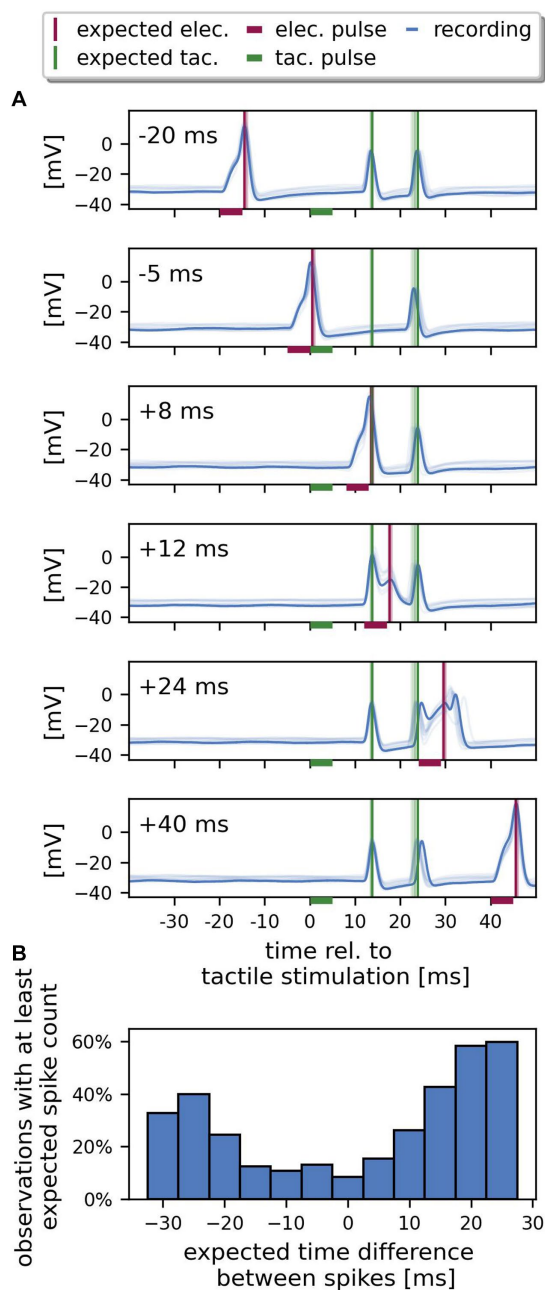 expected elec. elec. pulse recording
expected tac. tac. pulse
A
-20 ms
[mV]
0
−20
−40
-5 ms
[mV]
0
−20
−40
+8 ms
[mV]
0
−20
−40
+12 ms
[mV]
0
−20
−40
+24 ms
[mV]
0
−20
−40
+40 ms
[mV]
0
−20
−40
-30 -20 -10 0 10 20 30 40
time rel. to
tactile stimulation [ms]
B
observations with at least
expected spike count
60%
40%
20%
0%
−30 −20 −10 0 10 20 30
expected time difference
between spikes [ms]